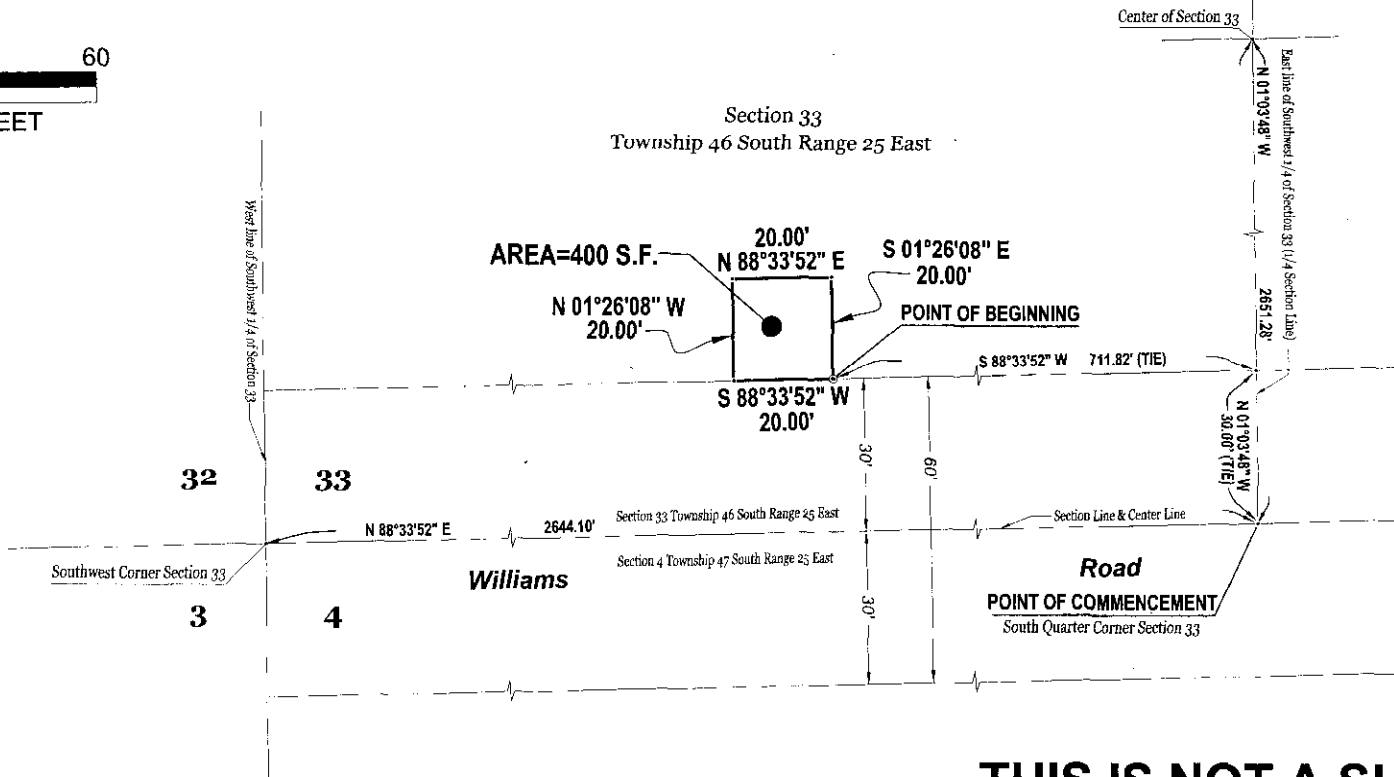 Center of Section 33
60
EET
Section 33
Township 46 South Range 25 East
N 01°03'48" W
2651.28'
East line of Southwest 1/4 of Section 33 (1/4 Section Line)
West line of Southwest 1/4 of Section 33
AREA=400 S.F.
20.00'
N 88°33'52" E
S 01°26'08" E
20.00'
N 01°26'08" W
20.00'
POINT OF BEGINNING
S 88°33'52" W 711.82' (TIE)
S 88°33'52" W
20.00'
N 01°03'48" W
30.00' (TIE)
30'
60'
32
33
N 88°33'52" E
2644.10'
Section 33 Township 46 South Range 25 East
Section Line & Center Line
Southwest Corner Section 33
Section 4 Township 47 South Range 25 East
Williams
Road
3
4
30'
POINT OF COMMENCEMENT
South Quarter Corner Section 33
THIS IS NOT A